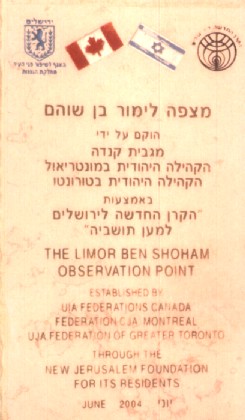 ירושלים
מצפה לימור בן שוהם
הוקם על ידי
מגבית קנדה
הקהילה היהודית במונטריאול
הקהילה היהודית בטורונטו
באמצעות
"הקרן החדשה לירושלים
למען תושביה"
THE LIMOR BEN SHOHAM
OBSERVATION POINT
ESTABLISHED BY
UJA FEDERATIONS CANADA
FEDERATION CJA MONTREAL
UJA FEDERATION OF GREATER TORONTO
THROUGH THE
NEW JERUSALEM FOUNDATION
FOR ITS RESIDENTS
JUNE 2004 יוני